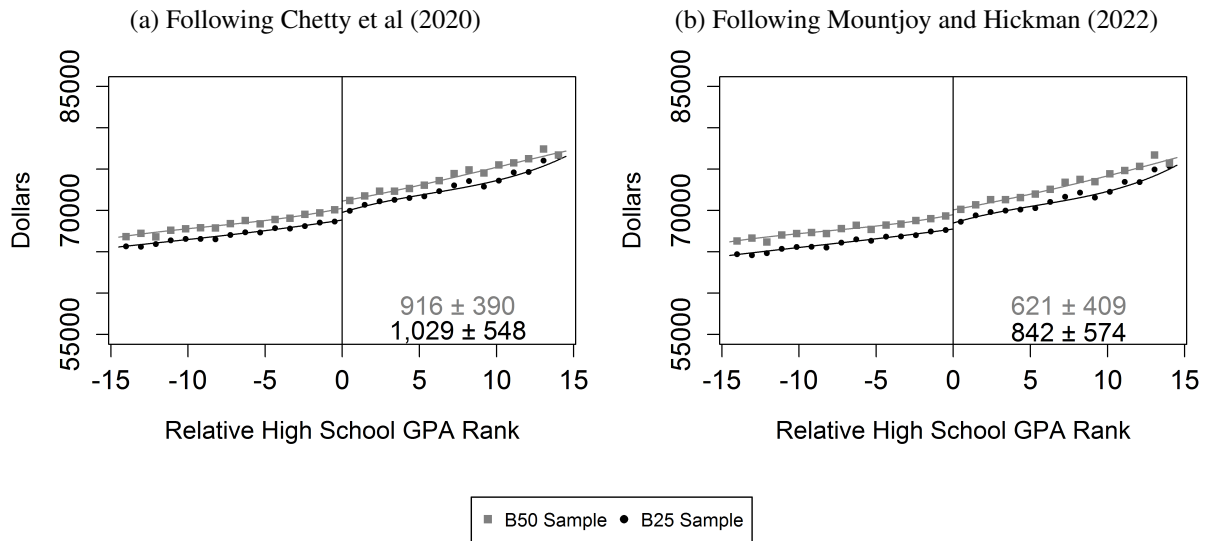 (a) Following Chetty et al (2020)
85000
70000
55000
Dollars
916 ± 390
1,029 ± 548
-15 -10 -5 0 5 10 15
Relative High School GPA Rank
(b) Following Mountjoy and Hickman (2022)
85000
70000
55000
Dollars
621 ± 409
842 ± 574
-15 -10 -5 0 5 10 15
Relative High School GPA Rank
B50 Sample B25 Sample